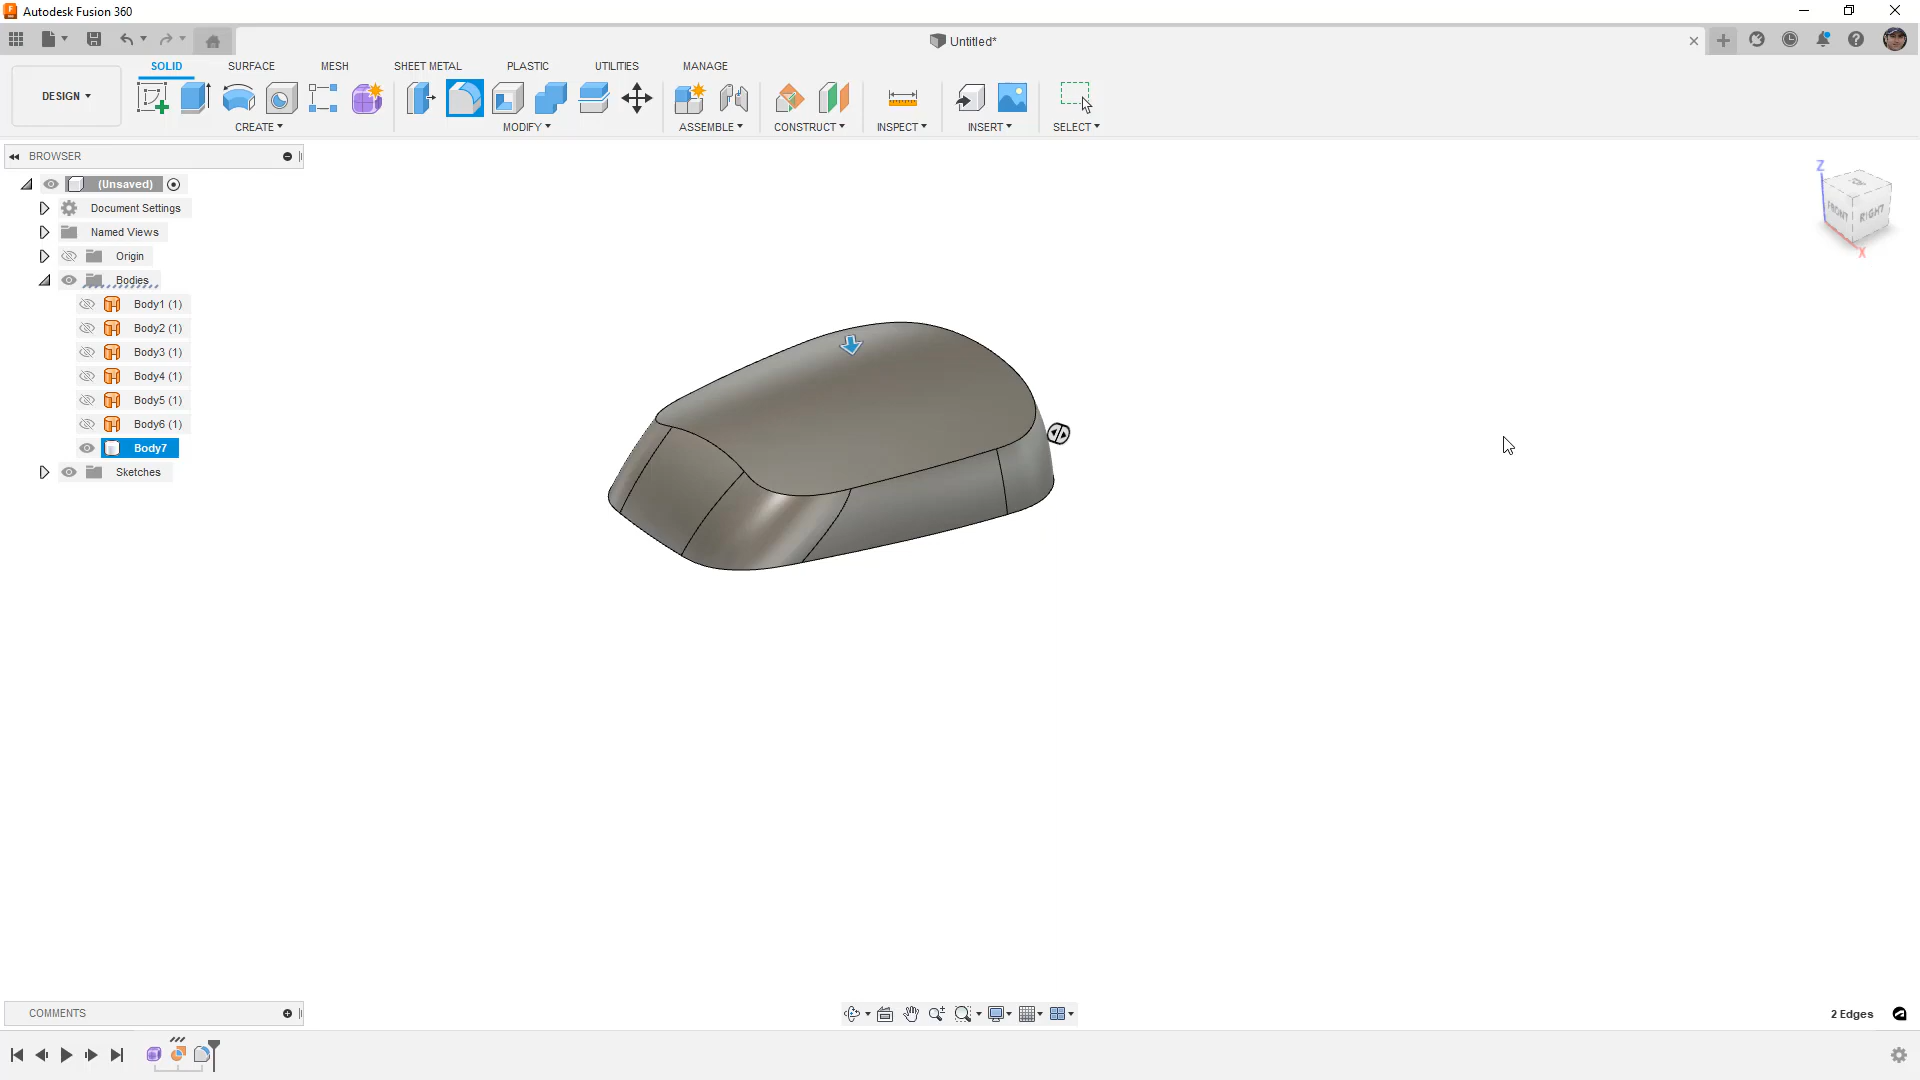 Autodesk Fusion 360
Untitled*
SOLID SURFACE MESH SHEET METAL PLASTIC UTILITIES MANAGE
DESIGN
CREATE MODIFY ASSEMBLE CONSTRUCT INSPECT INSERT SELECT
BROWSER
(Unsaved)
Document Settings
Named Views
Origin
Bodies
Body1 (1)
Body2 (1)
Body3 (1)
Body4 (1)
Body5 (1)
Body6 (1)
Body7
Sketches
Z
FRONT RIGHT
X
COMMENTS
2 Edges